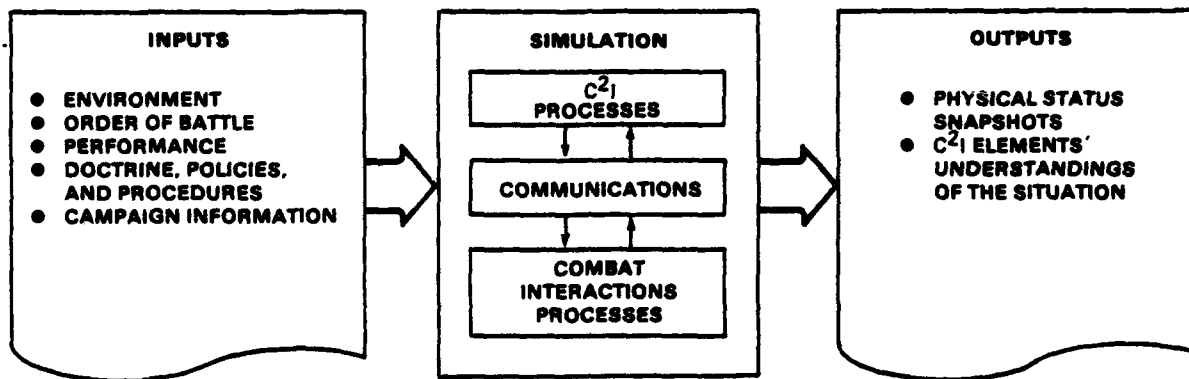 INPUTS
● ENVIRONMENT
● ORDER OF BATTLE
● PERFORMANCE
● DOCTRINE, POLICIES,
AND PROCEDURES
● CAMPAIGN INFORMATION
SIMULATION
C²I
PROCESSES
COMMUNICATIONS
COMBAT
INTERACTIONS
PROCESSES
OUTPUTS
● PHYSICAL STATUS
SNAPSHOTS
● C²I ELEMENTS'
UNDERSTANDINGS
OF THE SITUATION